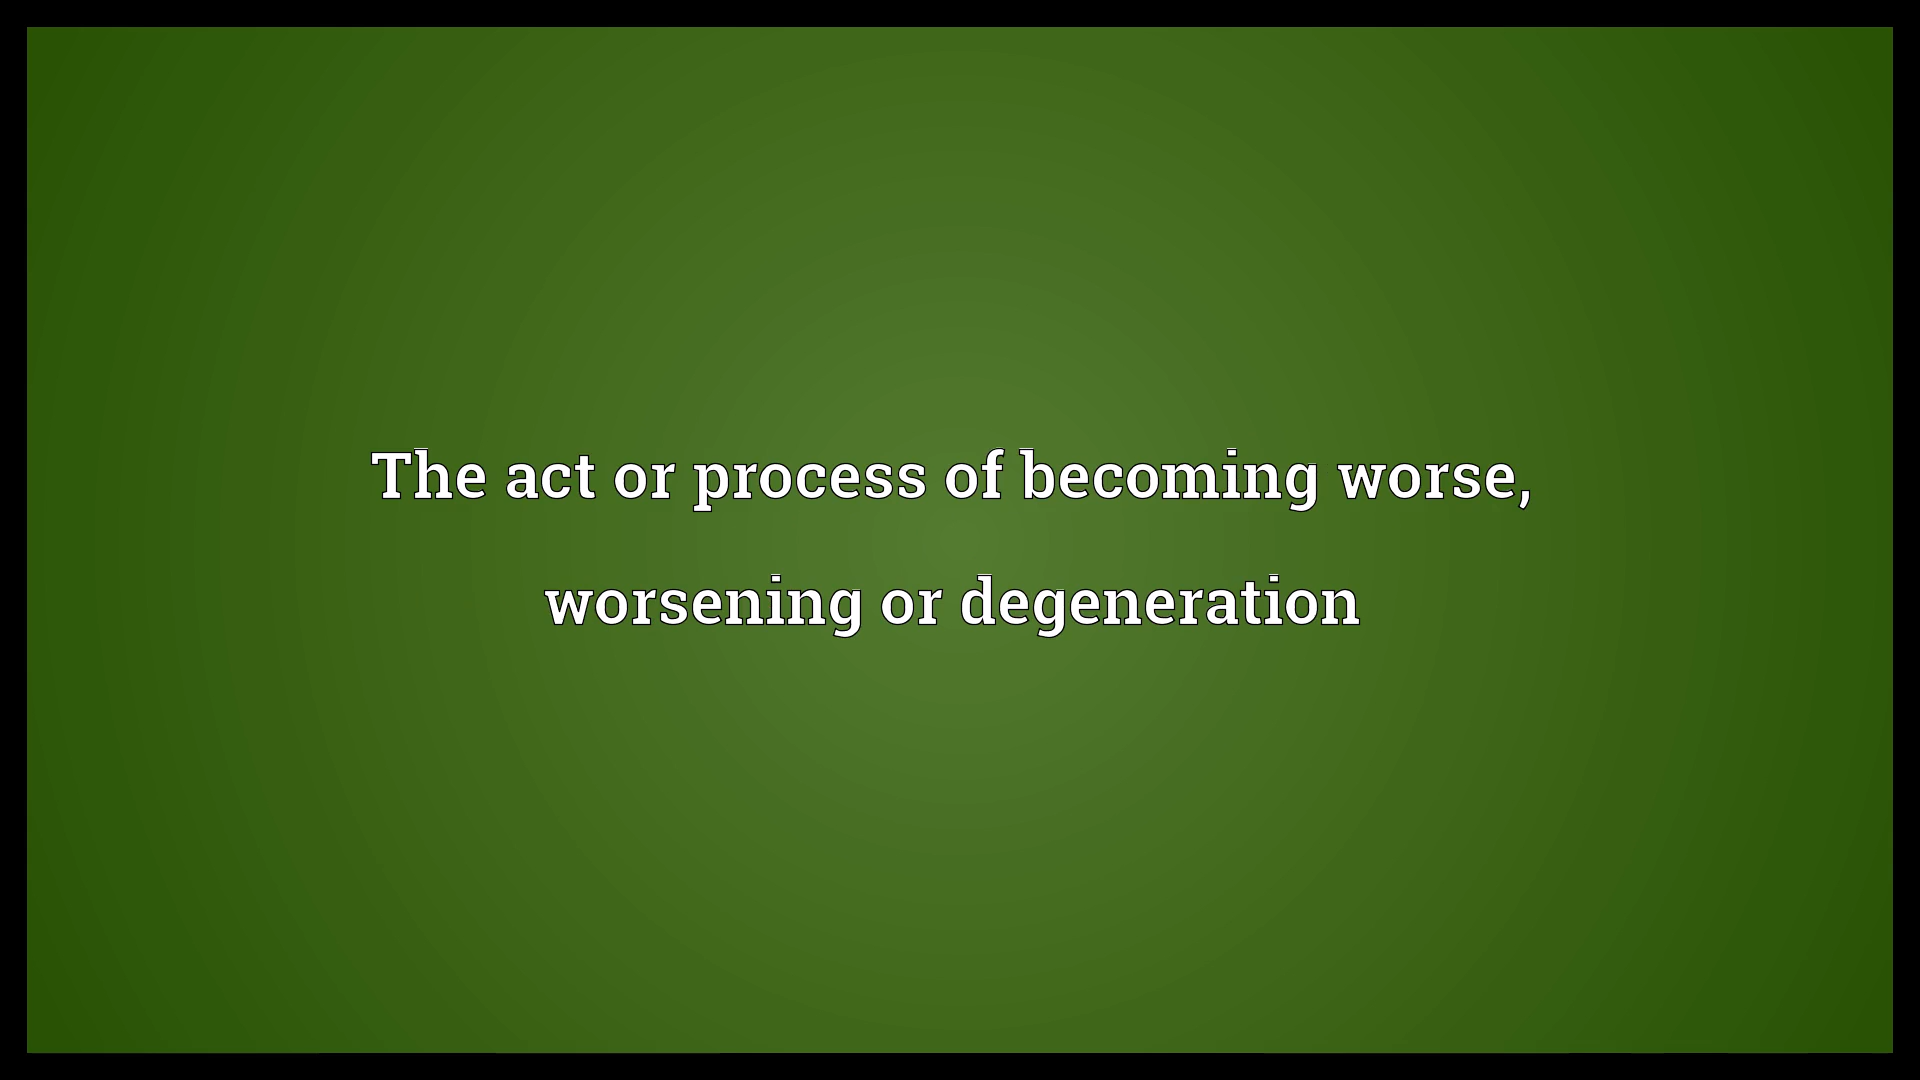 The act or process of becoming worse,
worsening or degeneration